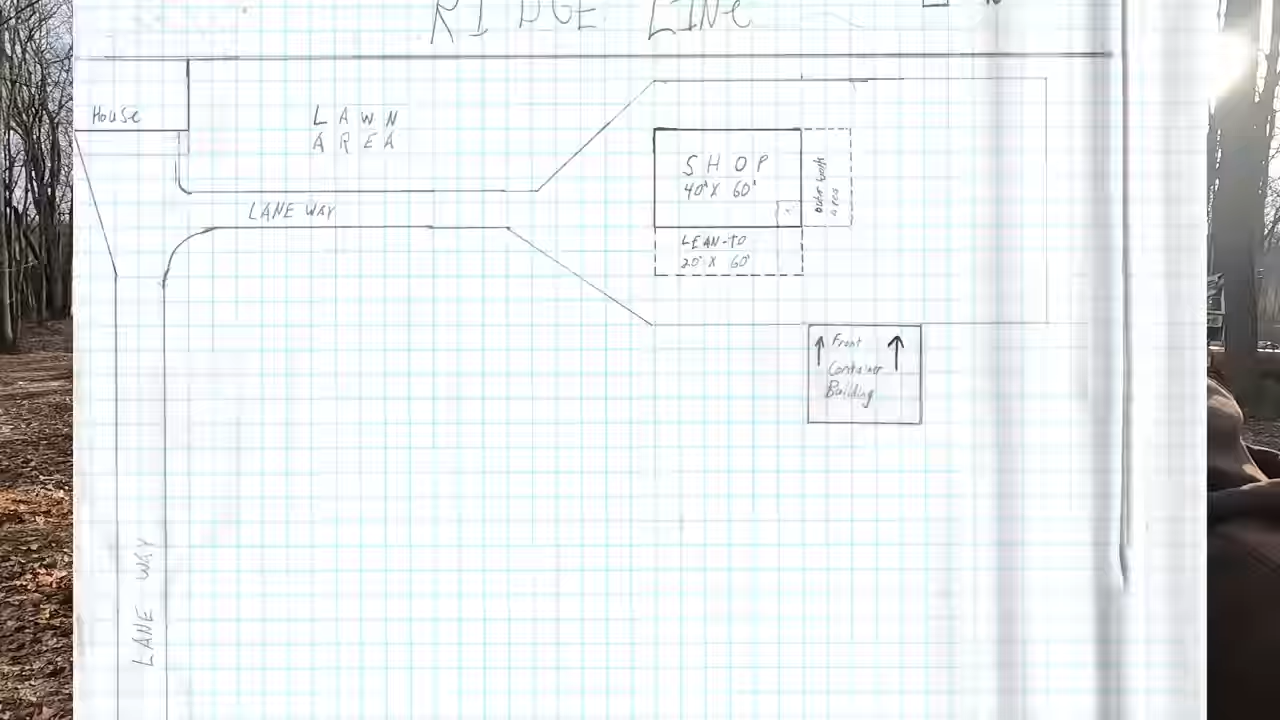 RIDGE LINE
House
LAWN
AREA
SHOP
40' X 60'
LANE WAY
LEAN-TO
20' X 60'
area
Front
Container
Building
LANE WAY